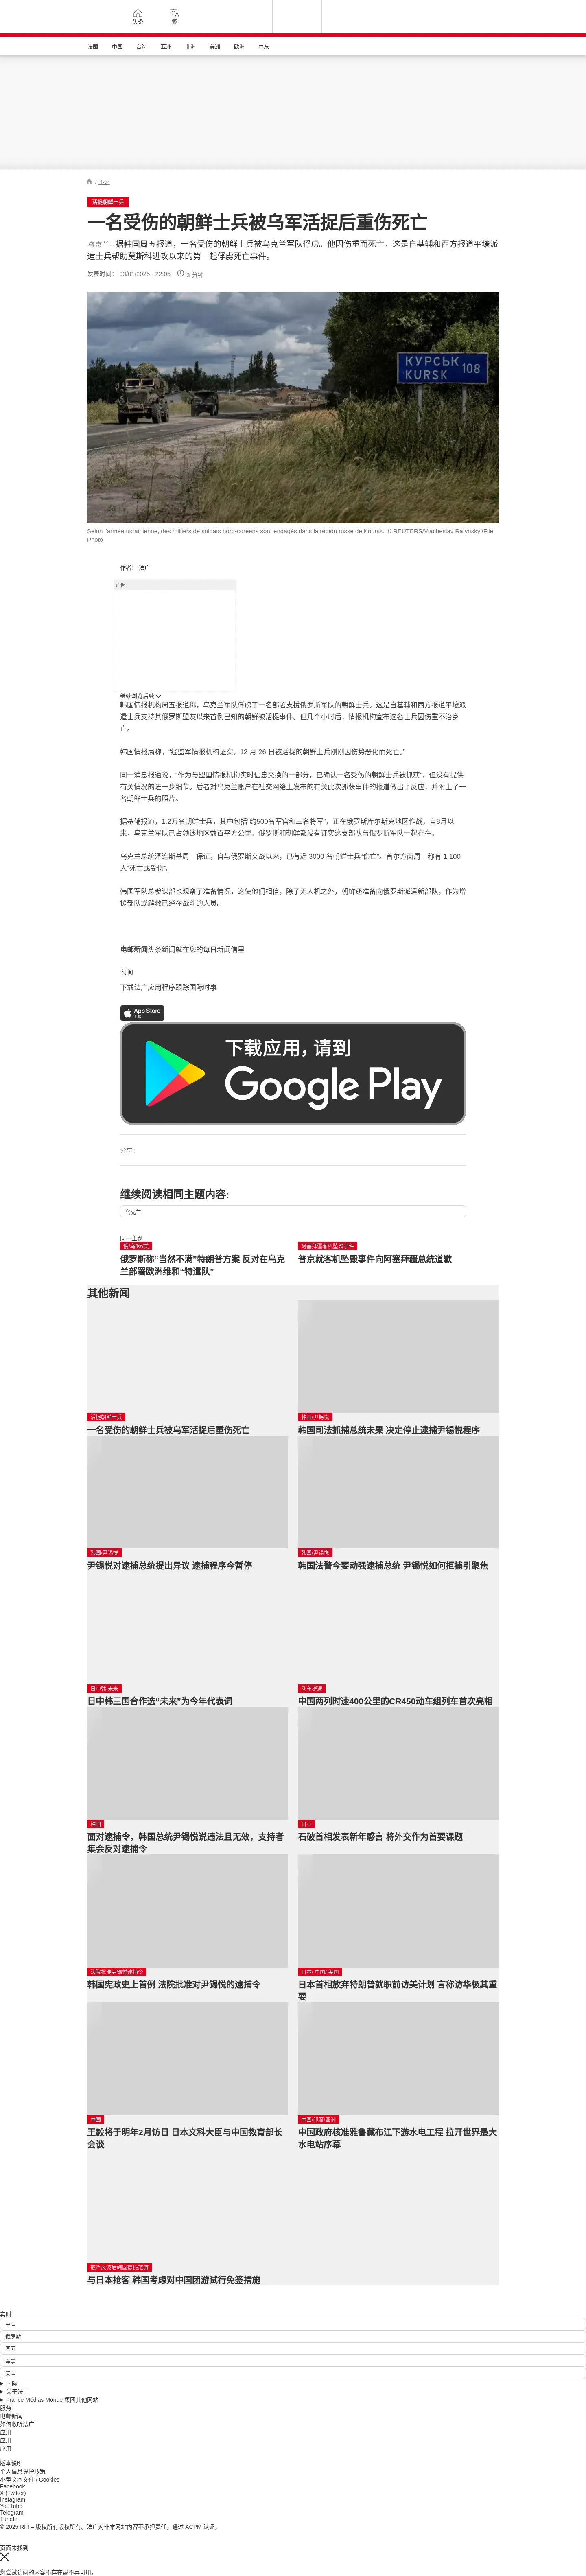 头条
繁
法国
中国
台海
亚洲
非洲
美洲
欧洲
中东
/ 亚洲
活捉朝鲜士兵
一名受伤的朝鲜士兵被乌军活捉后重伤死亡
乌克兰 – 据韩国周五报道，一名受伤的朝鲜士兵被乌克兰军队俘虏。他因伤重而死亡。这是自基辅和西方报道平壤派
遣士兵帮助莫斯科进攻以来的第一起俘虏死亡事件。
发表时间： 03/01/2025 - 22:05
3 分钟
КУРСЬК 108
KURSK
Selon l'armée ukrainienne, des milliers de soldats nord-coréens sont engagés dans la région russe de Koursk. © REUTERS/Viacheslav Ratynskyi/File
Photo
作者： 法广
广告
继续浏览后续
韩国情报机构周五报道称，乌克兰军队俘虏了一名部署支援俄罗斯军队的朝鲜士兵。这是自基辅和西方报道平壤派
遣士兵支持其俄罗斯盟友以来首例已知的朝鲜被活捉事件。但几个小时后，情报机构宣布这名士兵因伤重不治身
亡。
韩国情报局称，“经盟军情报机构证实，12 月 26 日被活捉的朝鲜士兵刚刚因伤势恶化而死亡。”
同一消息报道说，“作为与盟国情报机构实时信息交换的一部分，已确认一名受伤的朝鲜士兵被抓获”，但没有提供
有关情况的进一步细节。后者对乌克兰账户在社交网络上发布的有关此次抓获事件的报道做出了反应，并附上了一
名朝鲜士兵的照片。
据基辅报道，1.2万名朝鲜士兵，其中包括“约500名军官和三名将军”，正在俄罗斯库尔斯克地区作战，自8月以
来，乌克兰军队已占领该地区数百平方公里。俄罗斯和朝鲜都没有证实这支部队与俄罗斯军队一起存在。
乌克兰总统泽连斯基周一保证，自与俄罗斯交战以来，已有近 3000 名朝鲜士兵“伤亡”。首尔方面周一称有 1,100
人“死亡或受伤”。
韩国军队总参谋部也观察了准备情况，这使他们相信，除了无人机之外，朝鲜还准备向俄罗斯派遣新部队，作为增
援部队或解救已经在战斗的人员。
电邮新闻头条新闻就在您的每日新闻信里
订阅
下载法广应用程序跟踪国际时事
App Store
下载
下载应用，请到
Google Play
分享 :
继续阅读相同主题内容:
乌克兰
同一主题
俄/乌/欧/美
俄罗斯称“当然不满”特朗普方案 反对在乌克
兰部署欧洲维和“特遣队”
阿塞拜疆客机坠毁事件
普京就客机坠毁事件向阿塞拜疆总统道歉
其他新闻
活捉朝鲜士兵
一名受伤的朝鲜士兵被乌军活捉后重伤死亡
韩国/尹锡悦
韩国司法抓捕总统未果 决定停止逮捕尹锡悦程序
韩国/尹锡悦
尹锡悦对逮捕总统提出异议 逮捕程序今暂停
韩国/尹锡悦
韩国法警今要动强逮捕总统 尹锡悦如何拒捕引聚焦
日中韩/未来
日中韩三国合作选“未来”为今年代表词
动车提速
中国两列时速400公里的CR450动车组列车首次亮相
韩国
面对逮捕令，韩国总统尹锡悦说违法且无效，支持者
集会反对逮捕令
日本
石破首相发表新年感言 将外交作为首要课题
法院批准尹锡悦逮捕令
韩国宪政史上首例 法院批准对尹锡悦的逮捕令
日本/ 中国/ 美国
日本首相放弃特朗普就职前访美计划 言称访华极其重
要
中国
王毅将于明年2月访日 日本文科大臣与中国教育部长
会谈
中国/印度/亚洲
中国政府核准雅鲁藏布江下游水电工程 拉开世界最大
水电站序幕
戒严风波后韩国提振旅游
与日本抢客 韩国考虑对中国团游试行免签措施
实时
中国
俄罗斯
国际
军事
美国
国际
关于法广
France Médias Monde 集团其他网站
服务
电邮新闻
如何收听法广
应用
应用
应用
版本说明
个人信息保护政策
小型文本文件 / Cookies
Facebook
X (Twitter)
Instagram
YouTube
Telegram
TuneIn
© 2025 RFI – 版权所有版权所有。法广对非本网站内容不承担责任。通过 ACPM 认证。
页面未找到
您尝试访问的内容不存在或不再可用。